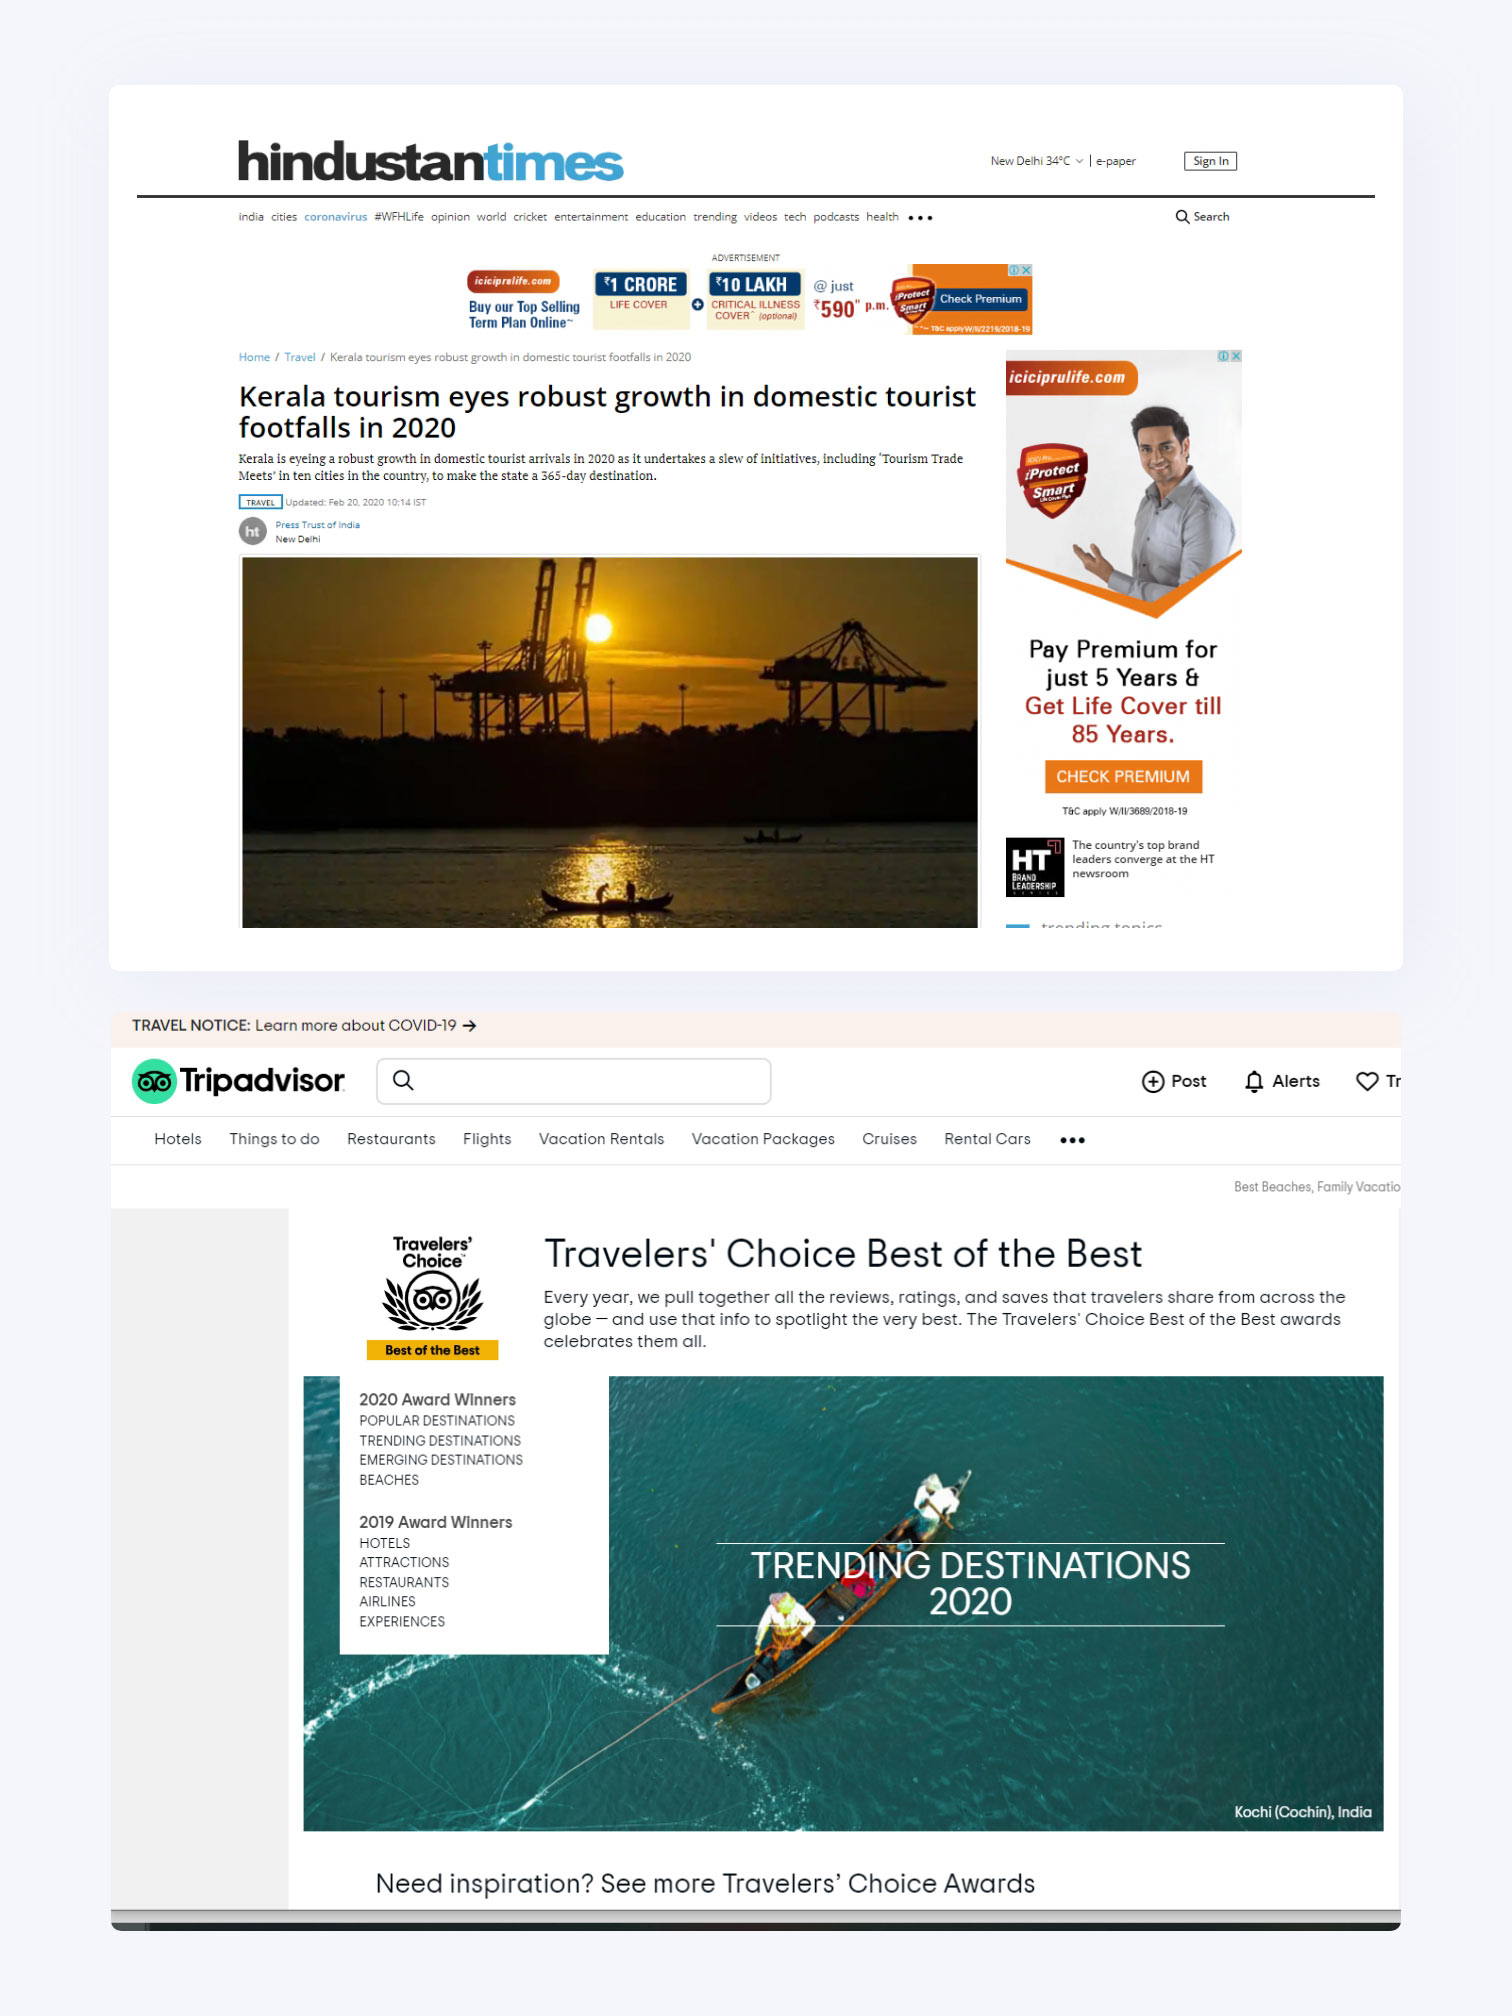 hindustantimes
New Delhi 34°C | e-paper
Sign In
india cities coronavirus #WFHLife opinion world cricket entertainment education trending videos tech podcasts health •••
Search
ADVERTISEMENT
iciciprulife.com
Buy our Top Selling
Term Plan Online~
₹1 CRORE
LIFE COVER
₹10 LAKH
CRITICAL ILLNESS
COVER^ (optional)
@ just
₹590" p.m.
iProtect
Smart
Check Premium
T&C apply W/II/2219/2018-19
Home / Travel / Kerala tourism eyes robust growth in domestic tourist footfalls in 2020
Kerala tourism eyes robust growth in domestic tourist
footfalls in 2020
Kerala is eyeing a robust growth in domestic tourist arrivals in 2020 as it undertakes a slew of initiatives, including 'Tourism Trade
Meets' in ten cities in the country, to make the state a 365-day destination.
TRAVEL Updated: Feb 20, 2020 10:14 IST
ht
Press Trust of India
New Delhi
iciciprulife.com
iProtect
Smart
Pay Premium for
just 5 Years &
Get Life Cover till
85 Years.
CHECK PREMIUM
T&C apply W/II/3689/2018-19
HT
BRAND
LEADERSHIP
The country's top brand
leaders converge at the HT
newsroom
trending topics
TRAVEL NOTICE: Learn more about COVID-19 →
Tripadvisor
Post
Alerts
Tr
Hotels Things to do Restaurants Flights Vacation Rentals Vacation Packages Cruises Rental Cars •••
Best Beaches, Family Vacatio
Travelers'
Choice™
Best of the Best
Travelers' Choice Best of the Best
Every year, we pull together all the reviews, ratings, and saves that travelers share from across the
globe — and use that info to spotlight the very best. The Travelers' Choice Best of the Best awards
celebrates them all.
2020 Award Winners
POPULAR DESTINATIONS
TRENDING DESTINATIONS
EMERGING DESTINATIONS
BEACHES
2019 Award Winners
HOTELS
ATTRACTIONS
RESTAURANTS
AIRLINES
EXPERIENCES
TRENDING DESTINATIONS
2020
Kochi (Cochin), India
Need inspiration? See more Travelers' Choice Awards